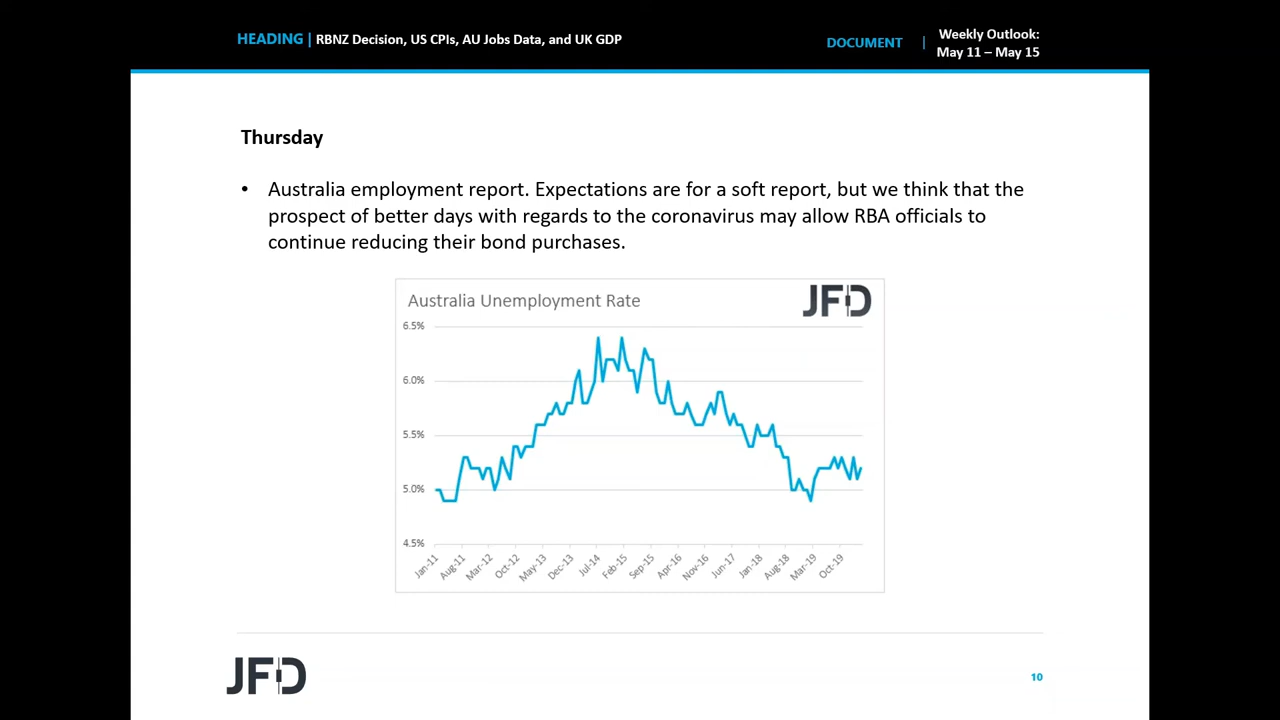 HEADING | RBNZ Decision, US CPIs, AU Jobs Data, and UK GDP
DOCUMENT | Weekly Outlook:
May 11 – May 15
Thursday
• Australia employment report. Expectations are for a soft report, but we think that the
prospect of better days with regards to the coronavirus may allow RBA officials to
continue reducing their bond purchases.
Australia Unemployment Rate
JFD
6.5%
6.0%
5.5%
5.0%
4.5%
Jan-11
Aug-11
Mar-12
Oct-12
May-13
Dec-13
Jul-14
Feb-15
Sep-15
Apr-16
Nov-16
Jun-17
Jan-18
Aug-18
Mar-19
Oct-19
JFD
10